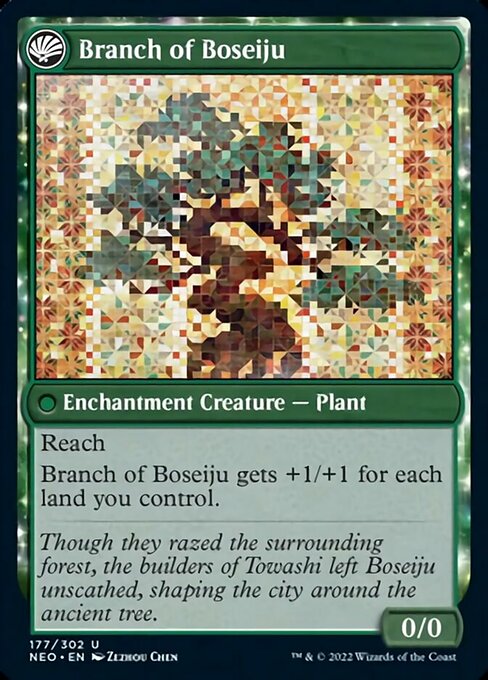 Branch of Boseiju
Enchantment Creature — Plant
Reach
Branch of Boseiju gets +1/+1 for each
land you control.
Though they razed the surrounding
forest, the builders of Towashi left Boseiju
unscathed, shaping the city around the
ancient tree.
0/0
177/302 U
NEO • EN Zezhou Chen
™ & © 2022 Wizards of the Coast